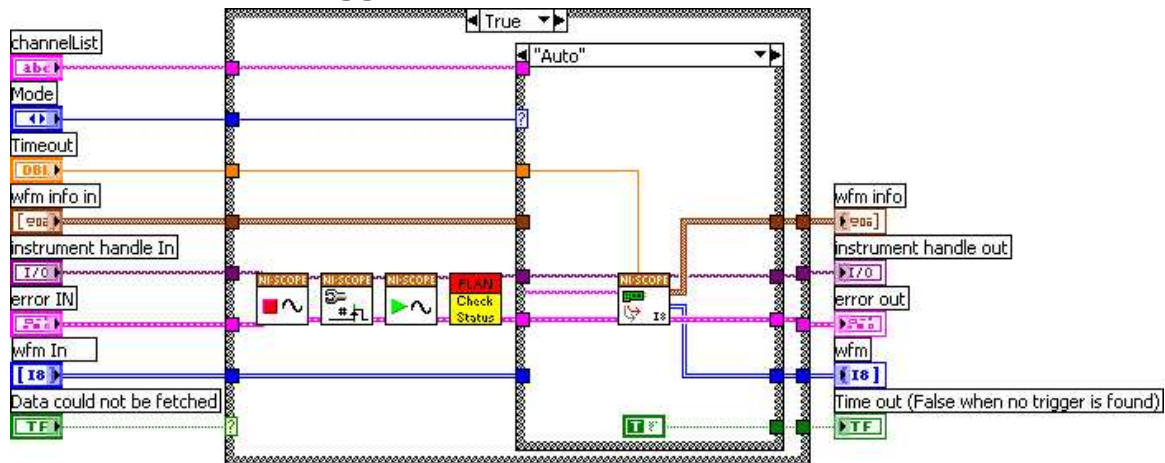 True
channelList
abc
"Auto"
Mode
?
Timeout
DBL
wfm info in
wfm info
instrument handle In
instrument handle out
I/O
NI-SCOPE
NI-SCOPE
NI-SCOPE
FLAN
NI-SCOPE
I/O
error IN
#
Check
Status
I8
error out
wfm In
wfm
[I8]
[I8]
Data could not be fetched
Time out (False when no trigger is found)
TF
?
T F
TF